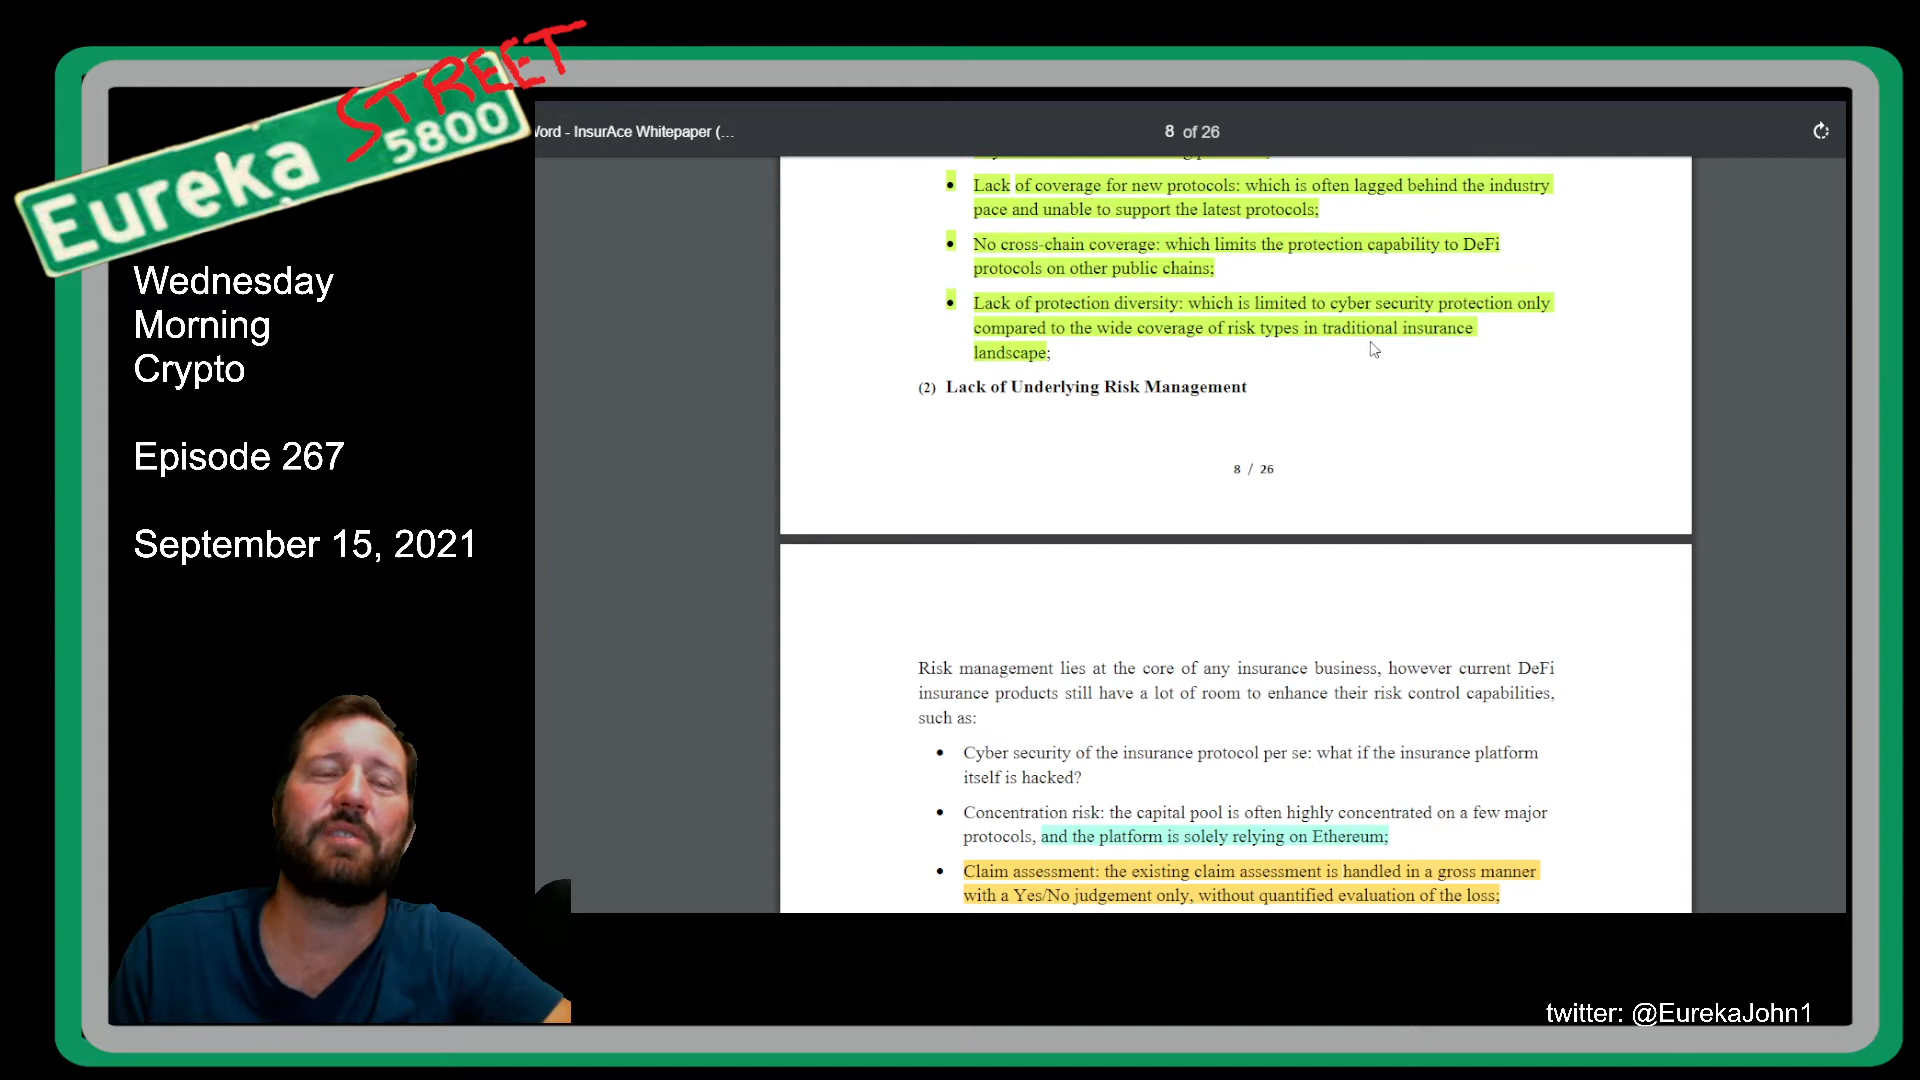 Eureka STREET
5800
Wednesday
Morning
Crypto
Episode 267
September 15, 2021
Word - InsurAce Whitepaper (...
8 of 26
Lack of coverage for new protocols: which is often lagged behind the industry
pace and unable to support the latest protocols;
No cross-chain coverage: which limits the protection capability to DeFi
protocols on other public chains;
Lack of protection diversity: which is limited to cyber security protection only
compared to the wide coverage of risk types in traditional insurance
landscape;
(2) Lack of Underlying Risk Management
8 / 26
Risk management lies at the core of any insurance business, however current DeFi
insurance products still have a lot of room to enhance their risk control capabilities,
such as:
Cyber security of the insurance protocol per se: what if the insurance platform
itself is hacked?
Concentration risk: the capital pool is often highly concentrated on a few major
protocols, and the platform is solely relying on Ethereum;
Claim assessment: the existing claim assessment is handled in a gross manner
with a Yes/No judgement only, without quantified evaluation of the loss;
twitter: @EurekaJohn1